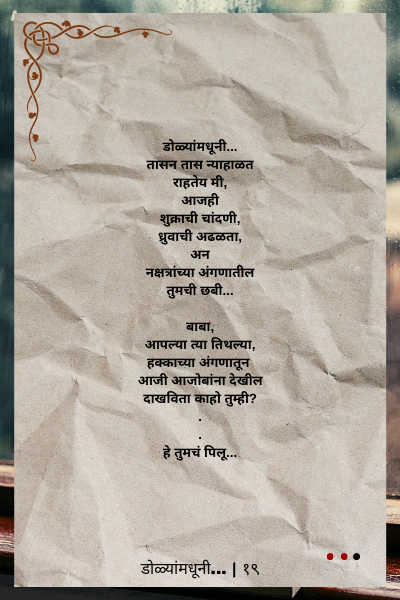 डोळ्यांमधूनी...
तासन तास न्याहाळत
राहतेय मी,
आजही
शुक्राची चांदणी,
ध्रुवाची अढळता,
अन
नक्षत्रांच्या अंगणातील
तुमची छबी...
बाबा,
आपल्या त्या तिथल्या,
हक्काच्या अंगणातून
आजी आजोबांना देखील
दाखविता काहो तुम्ही?
.
.
हे तुमचं पिलू...
डोळ्यांमधूनी... | १९